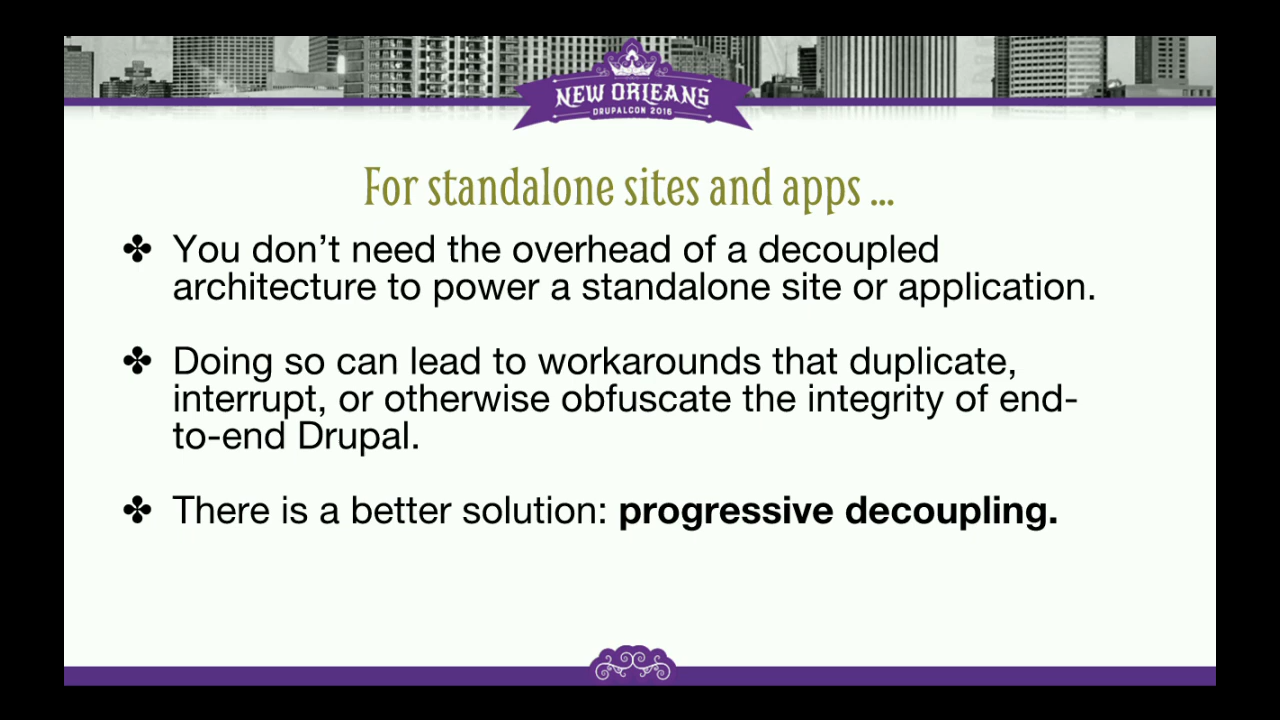 NEW ORLEANS
DRUPALCON 2016
For standalone sites and apps ...
✤ You don’t need the overhead of a decoupled
architecture to power a standalone site or application.
✤ Doing so can lead to workarounds that duplicate,
interrupt, or otherwise obfuscate the integrity of end-
to-end Drupal.
✤ There is a better solution: progressive decoupling.